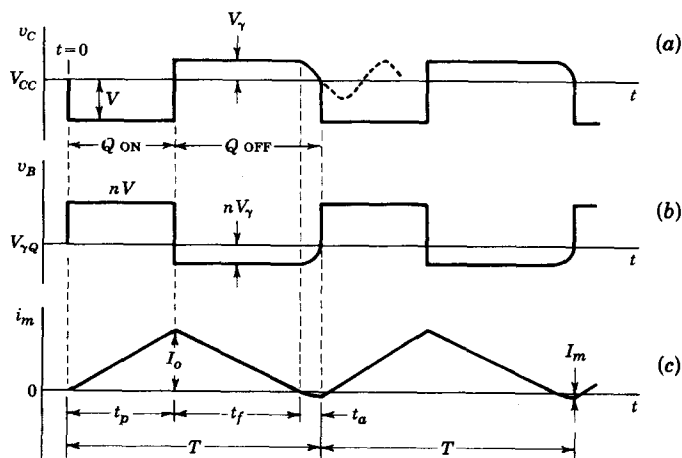 v_C
V_γ
(a)
t = 0
V_CC
V
t
Q ON
Q OFF
v_B
nV
nV_γ
(b)
V_γQ
t
i_m
I_o
I_m
(c)
0
t
t_p
t_f
t_a
T
T